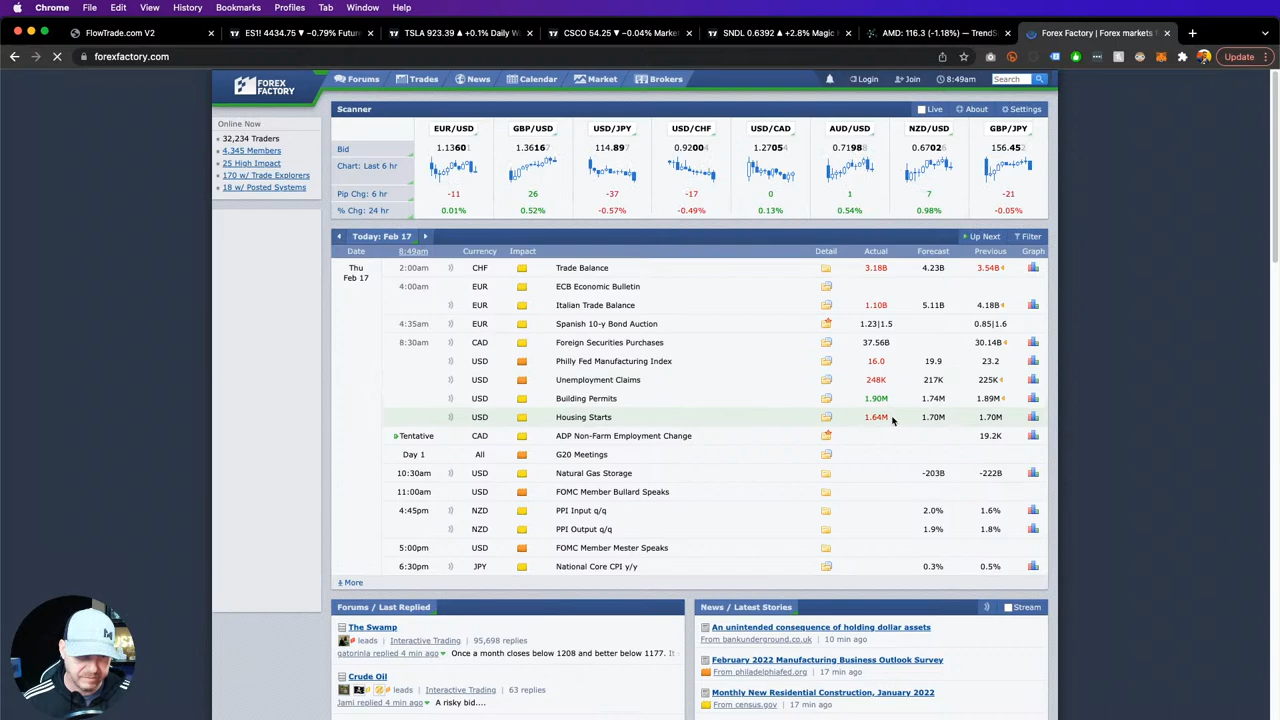 Chrome File Edit View History Bookmarks Profiles Tab Window Help
FlowTrade.com V2 × ES1! 4434.75 ▼ −0.79% Future × TSLA 923.39 ▲ +0.1% Daily Wa × CSCO 54.25 ▼ −0.04% Market × SNDL 0.6392 ▲ +2.8% Magic × AMD: 116.3 (-1.18%) — TrendS × Forex Factory | Forex markets f ×
forexfactory.com Update
FOREX FACTORY Forums Trades News Calendar Market Brokers Login Join 8:49am Search
Online Now
32,234 Traders
4,345 Members
25 High Impact
170 w/ Trade Explorers
18 w/ Posted Systems
Scanner Live About Settings
EUR/USD GBP/USD USD/JPY USD/CHF USD/CAD AUD/USD NZD/USD GBP/JPY
Bid 1.13601 1.36167 114.897 0.92004 1.27054 0.71988 0.67026 156.452
Chart: Last 6 hr
Pip Chg: 6 hr -11 26 -37 -17 0 1 7 -21
% Chg: 24 hr 0.01% 0.52% -0.57% -0.49% 0.13% 0.54% 0.98% -0.05%
Today: Feb 17 Up Next Filter
Date 8:49am Currency Impact Detail Actual Forecast Previous Graph
Thu Feb 17 2:00am CHF Trade Balance 3.18B 4.23B 3.54B
4:00am EUR ECB Economic Bulletin
EUR Italian Trade Balance 1.10B 5.11B 4.18B
4:35am EUR Spanish 10-y Bond Auction 1.23|1.5 0.85|1.6
8:30am CAD Foreign Securities Purchases 37.56B 30.14B
USD Philly Fed Manufacturing Index 16.0 19.9 23.2
USD Unemployment Claims 248K 217K 225K
USD Building Permits 1.90M 1.74M 1.89M
USD Housing Starts 1.64M 1.70M 1.70M
Tentative CAD ADP Non-Farm Employment Change 19.2K
Day 1 All G20 Meetings
10:30am USD Natural Gas Storage -203B -222B
11:00am USD FOMC Member Bullard Speaks
4:45pm NZD PPI Input q/q 2.0% 1.6%
NZD PPI Output q/q 1.9% 1.8%
5:00pm USD FOMC Member Mester Speaks
6:30pm JPY National Core CPI y/y 0.3% 0.5%
More
Forums / Last Replied
The Swamp
leads | Interactive Trading | 95,698 replies
gatorinla replied 4 min ago Once a month closes below 1208 and better below 1177. It
Crude Oil
leads | Interactive Trading | 63 replies
Jami replied 4 min ago A risky bid....
News / Latest Stories Stream
An unintended consequence of holding dollar assets
From bankunderground.co.uk | 10 min ago
February 2022 Manufacturing Business Outlook Survey
From philadelphiafed.org | 17 min ago
Monthly New Residential Construction, January 2022
From census.gov | 17 min ago